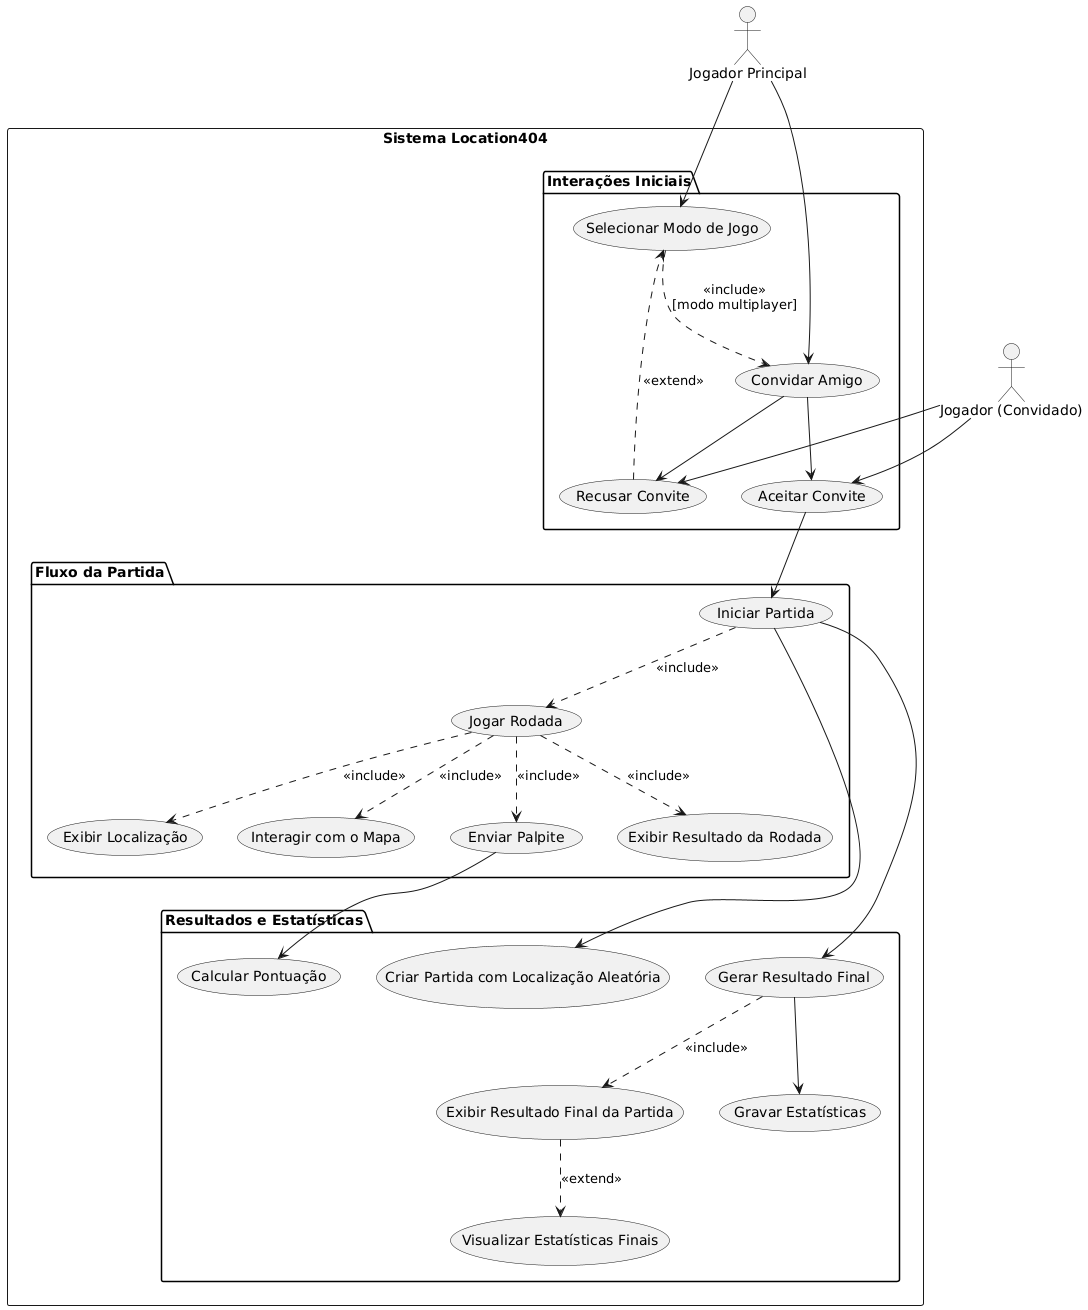 Jogador Principal
Sistema Location404
Interações Iniciais
Selecionar Modo de Jogo
«include»
[modo multiplayer]
«extend»
Convidar Amigo
Jogador (Convidado)
Recusar Convite
Aceitar Convite
Fluxo da Partida
Iniciar Partida
«include»
Jogar Rodada
«include»
«include»
«include»
«include»
Exibir Localização
Interagir com o Mapa
Enviar Palpite
Exibir Resultado da Rodada
Resultados e Estatísticas
Calcular Pontuação
Criar Partida com Localização Aleatória
Gerar Resultado Final
«include»
Exibir Resultado Final da Partida
Gravar Estatísticas
«extend»
Visualizar Estatísticas Finais